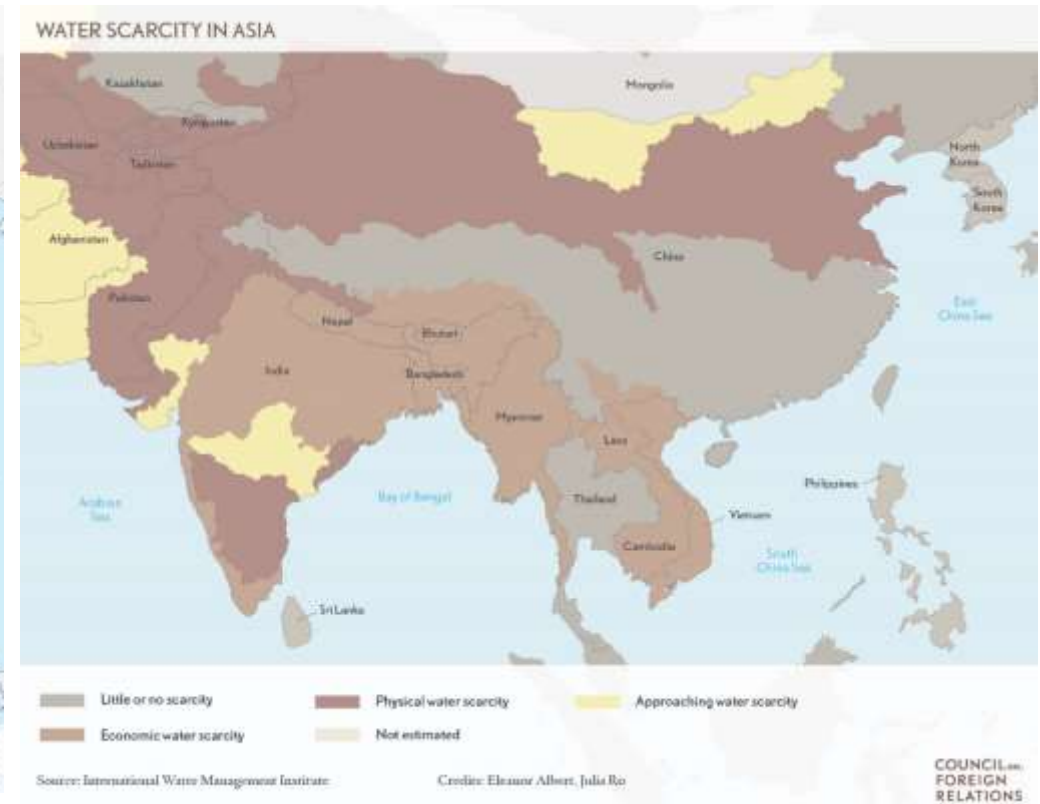 WATER SCARCITY IN ASIA
Kazakhstan
Mongolia
Kyrgyzstan
Uzbekistan
Tajikistan
North
Korea
South
Korea
Afghanistan
China
Pakistan
East
China Sea
Nepal
Bhutan
India
Bangladesh
Myanmar
Laos
Philippines
Arabian
Sea
Bay of Bengal
Thailand
Vietnam
Cambodia
South
China Sea
Sri Lanka
Little or no scarcity
Physical water scarcity
Approaching water scarcity
Economic water scarcity
Not estimated
Source: International Water Management Institute
Credits: Eleanor Albert, Julia Ro
COUNCIL on
FOREIGN
RELATIONS